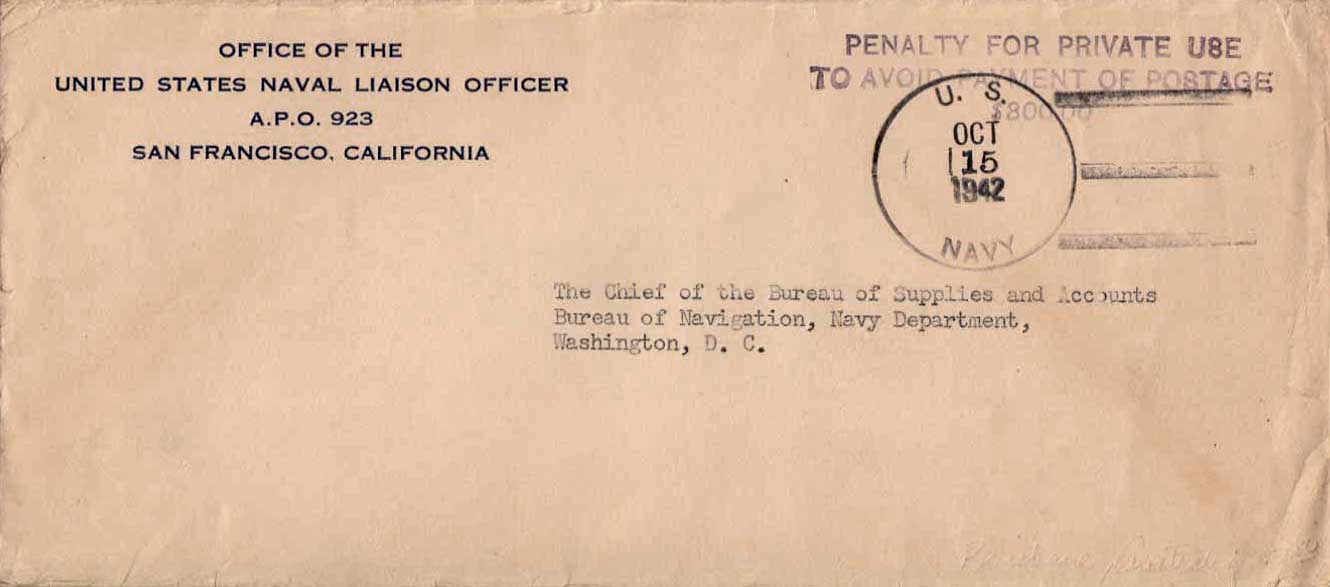 OFFICE OF THE
UNITED STATES NAVAL LIAISON OFFICER
A.P.O. 923
SAN FRANCISCO, CALIFORNIA
PENALTY FOR PRIVATE USE
TO AVOID PAYMENT OF POSTAGE
$300.00
U. S.
OCT
15
1942
NAVY
The Chief of the Bureau of Supplies and Accounts
Bureau of Navigation, Navy Department,
Washington, D. C.
Brisbane